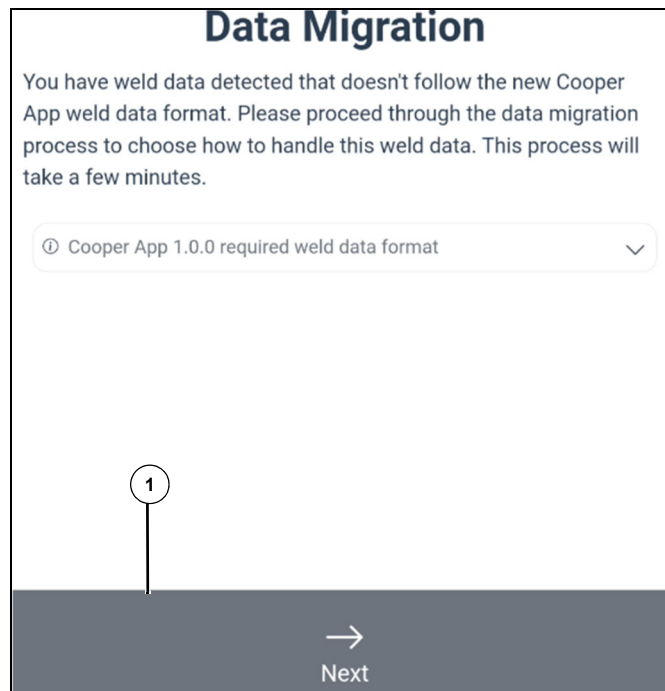 Data Migration
You have weld data detected that doesn't follow the new Cooper
App weld data format. Please proceed through the data migration
process to choose how to handle this weld data. This process will
take a few minutes.
Cooper App 1.0.0 required weld data format
1
Next